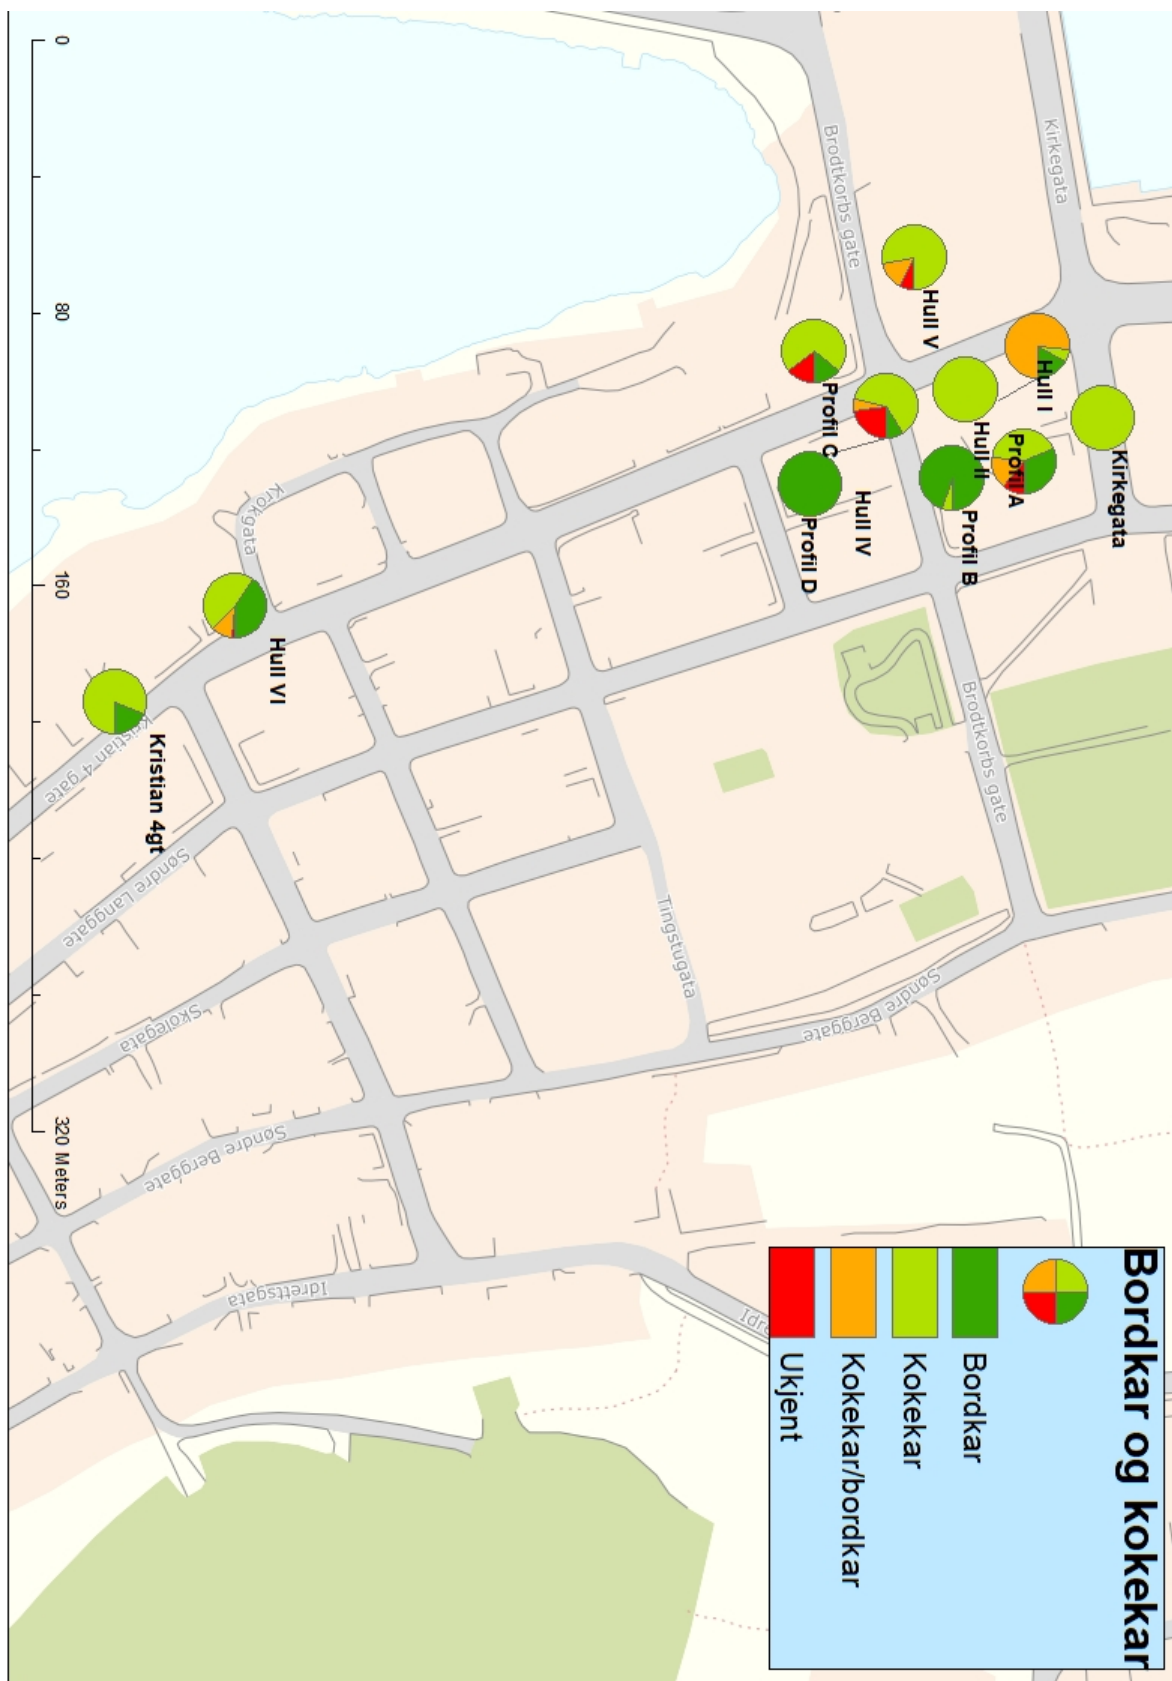 Bordkar og kokekar
Bordkar
Kokekar
Kokekar/bordkar
Ukjent
Kirkegata
Kirkegata
Brodtkorbs gate
Hull V
Hull I
Hull II
Profil A
Profil B
Profil C
Hull IV
Profil D
Brodtkorbs gate
Krokgata
Hull VI
Kristian 4gt
Kristian 4 gate
Søndre Langgate
Skolegata
Tingstugata
Søndre Berggate
Søndre Berggate
Idrettsgata
0
80
160
320 Meters